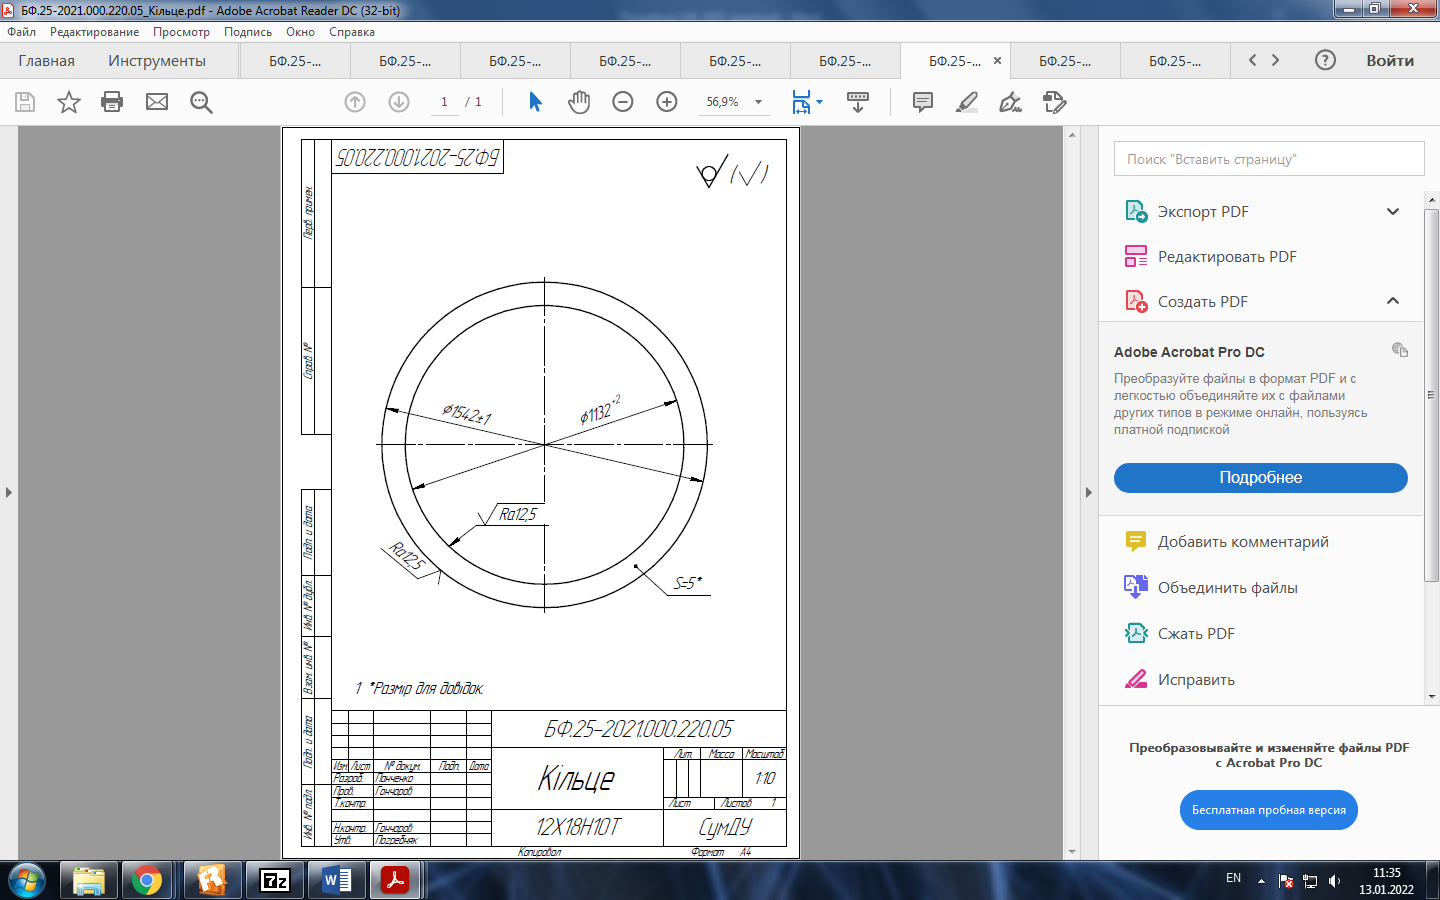 БФ.25-2021.000.220.05_Кільце.pdf - Adobe Acrobat Reader DC (32-bit)
Файл Редактирование Просмотр Подпись Окно Справка
Главная Инструменты БФ.25-... БФ.25-... БФ.25-... БФ.25-... БФ.25-... БФ.25-... БФ.25-... БФ.25-... БФ.25-... Войти
1 / 1 56,9%
БФ.25-2021.000.220.05
(√)
Перв. примен.
Справ. №
Подп. и дата
Инв. № дубл.
Взам. инв. №
Подп. и дата
Инв. № подл.
⌀1542±1
⌀1132+2
Ra12,5
Ra12,5
S=5*
1 *Розмір для довідок.
БФ.25-2021.000.220.05
Изм. Лист № докум. Подп. Дата
Разраб. Панченко
Пров. Гончаров
Т.контр.
Н.контр. Гончаров
Утв. Погребняк
Кільце
Лит. Масса Масштаб
1:10
Лист Листов 1
12Х18Н10Т
СумДУ
Копировал Формат А4
Поиск "Вставить страницу"
Экспорт PDF
Редактировать PDF
Создать PDF
Adobe Acrobat Pro DC
Преобразуйте файлы в формат PDF и с
легкостью объединяйте их с файлами
других типов в режиме онлайн, пользуясь
платной подпиской
Подробнее
Добавить комментарий
Объединить файлы
Сжать PDF
Исправить
Преобразовывайте и изменяйте файлы PDF
с Acrobat Pro DC
Бесплатная пробная версия
7z
EN
11:35
13.01.2022